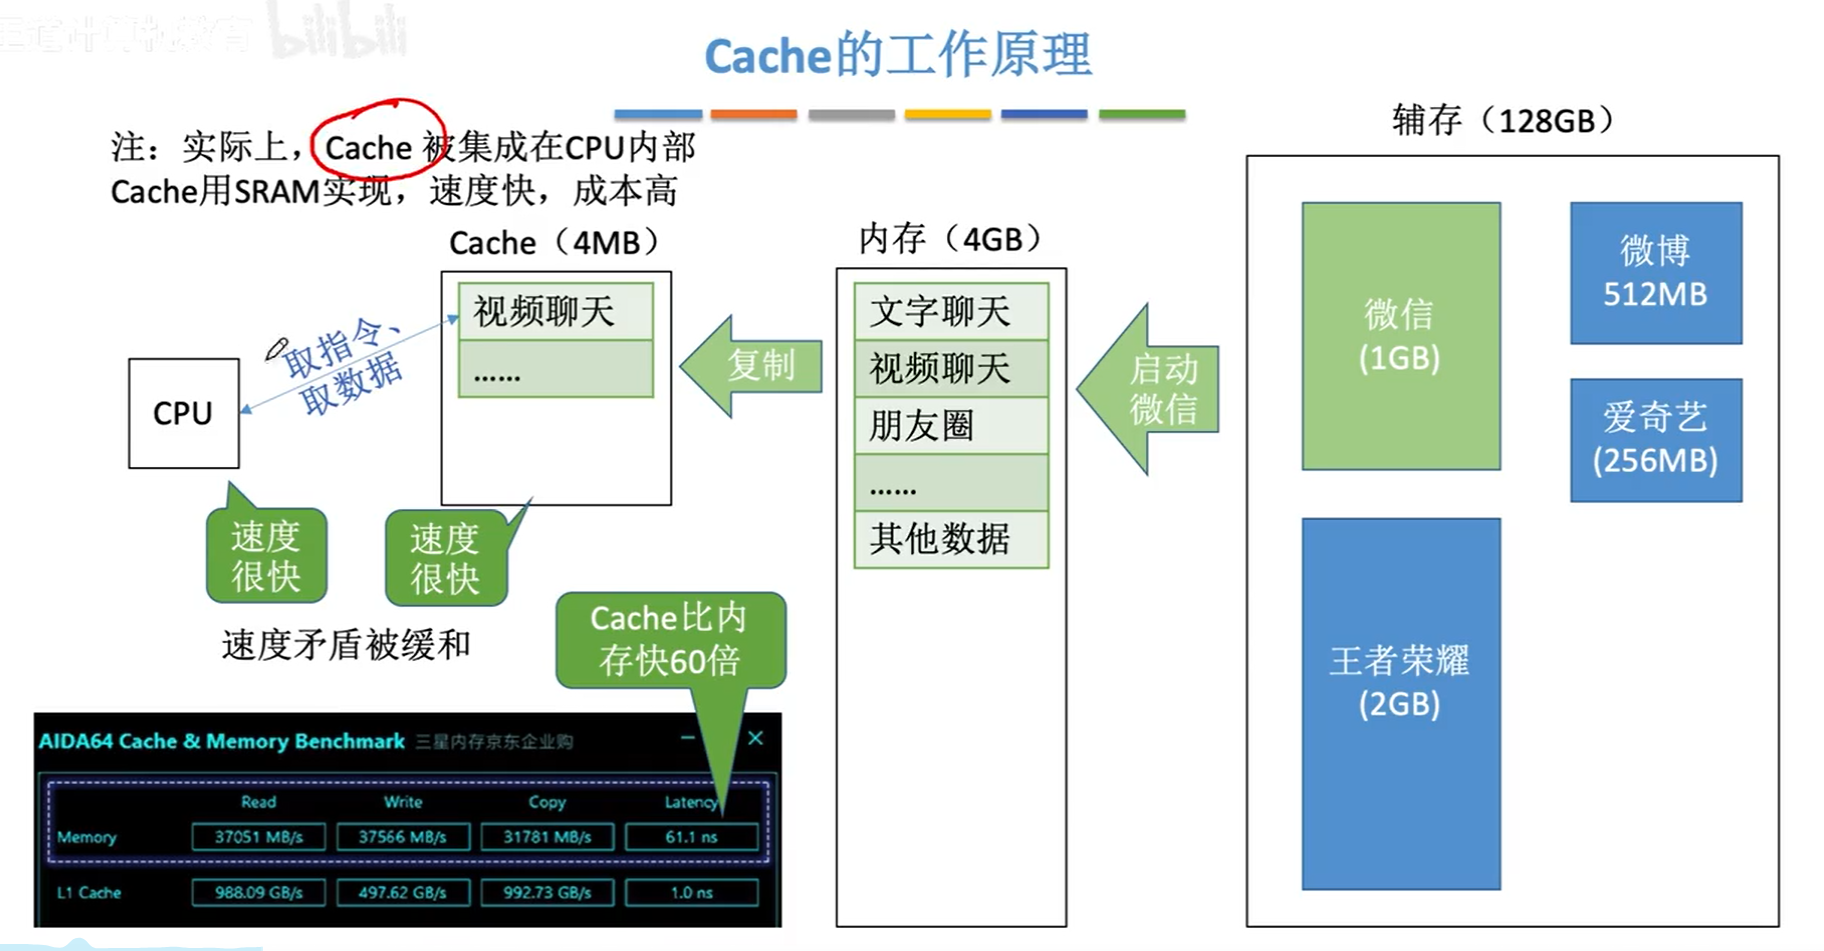 王道计算机教育
bilibili
Cache的工作原理
注：实际上，Cache 被集成在CPU内部
Cache用SRAM实现，速度快，成本高
辅存（128GB）
Cache（4MB）
内存（4GB）
视频聊天
......
取指令、
取数据
CPU
复制
文字聊天
视频聊天
朋友圈
......
其他数据
启动
微信
微信
(1GB)
微博
512MB
爱奇艺
(256MB)
王者荣耀
(2GB)
速度
很快
速度
很快
速度矛盾被缓和
Cache比内
存快60倍
AIDA64 Cache & Memory Benchmark 三星内存京东企业购
Read Write Copy Latency
Memory 37051 MB/s 37566 MB/s 31781 MB/s 61.1 ns
L1 Cache 988.09 GB/s 497.62 GB/s 992.73 GB/s 1.0 ns